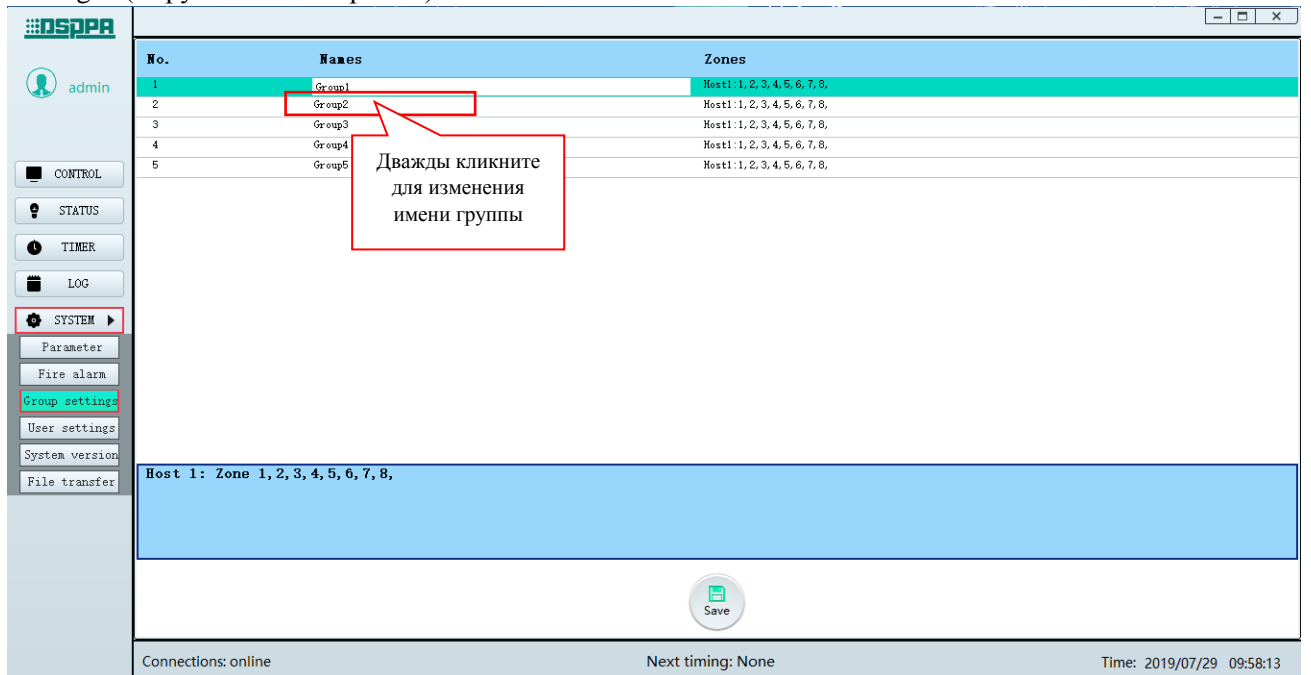 DSPPA
No. Names Zones
admin
1 Group1 Host1:1,2,3,4,5,6,7,8,
2 Group2 Host1:1,2,3,4,5,6,7,8,
3 Group3 Host1:1,2,3,4,5,6,7,8,
4 Group4 Host1:1,2,3,4,5,6,7,8,
5 Group5 Host1:1,2,3,4,5,6,7,8,
Дважды кликните
для изменения
имени группы
CONTROL
STATUS
TIMER
LOG
SYSTEM
Parameter
Fire alarm
Group settings
User settings
System version
File transfer
Host 1: Zone 1,2,3,4,5,6,7,8,
Save
Connections: online Next timing: None Time: 2019/07/29 09:58:13